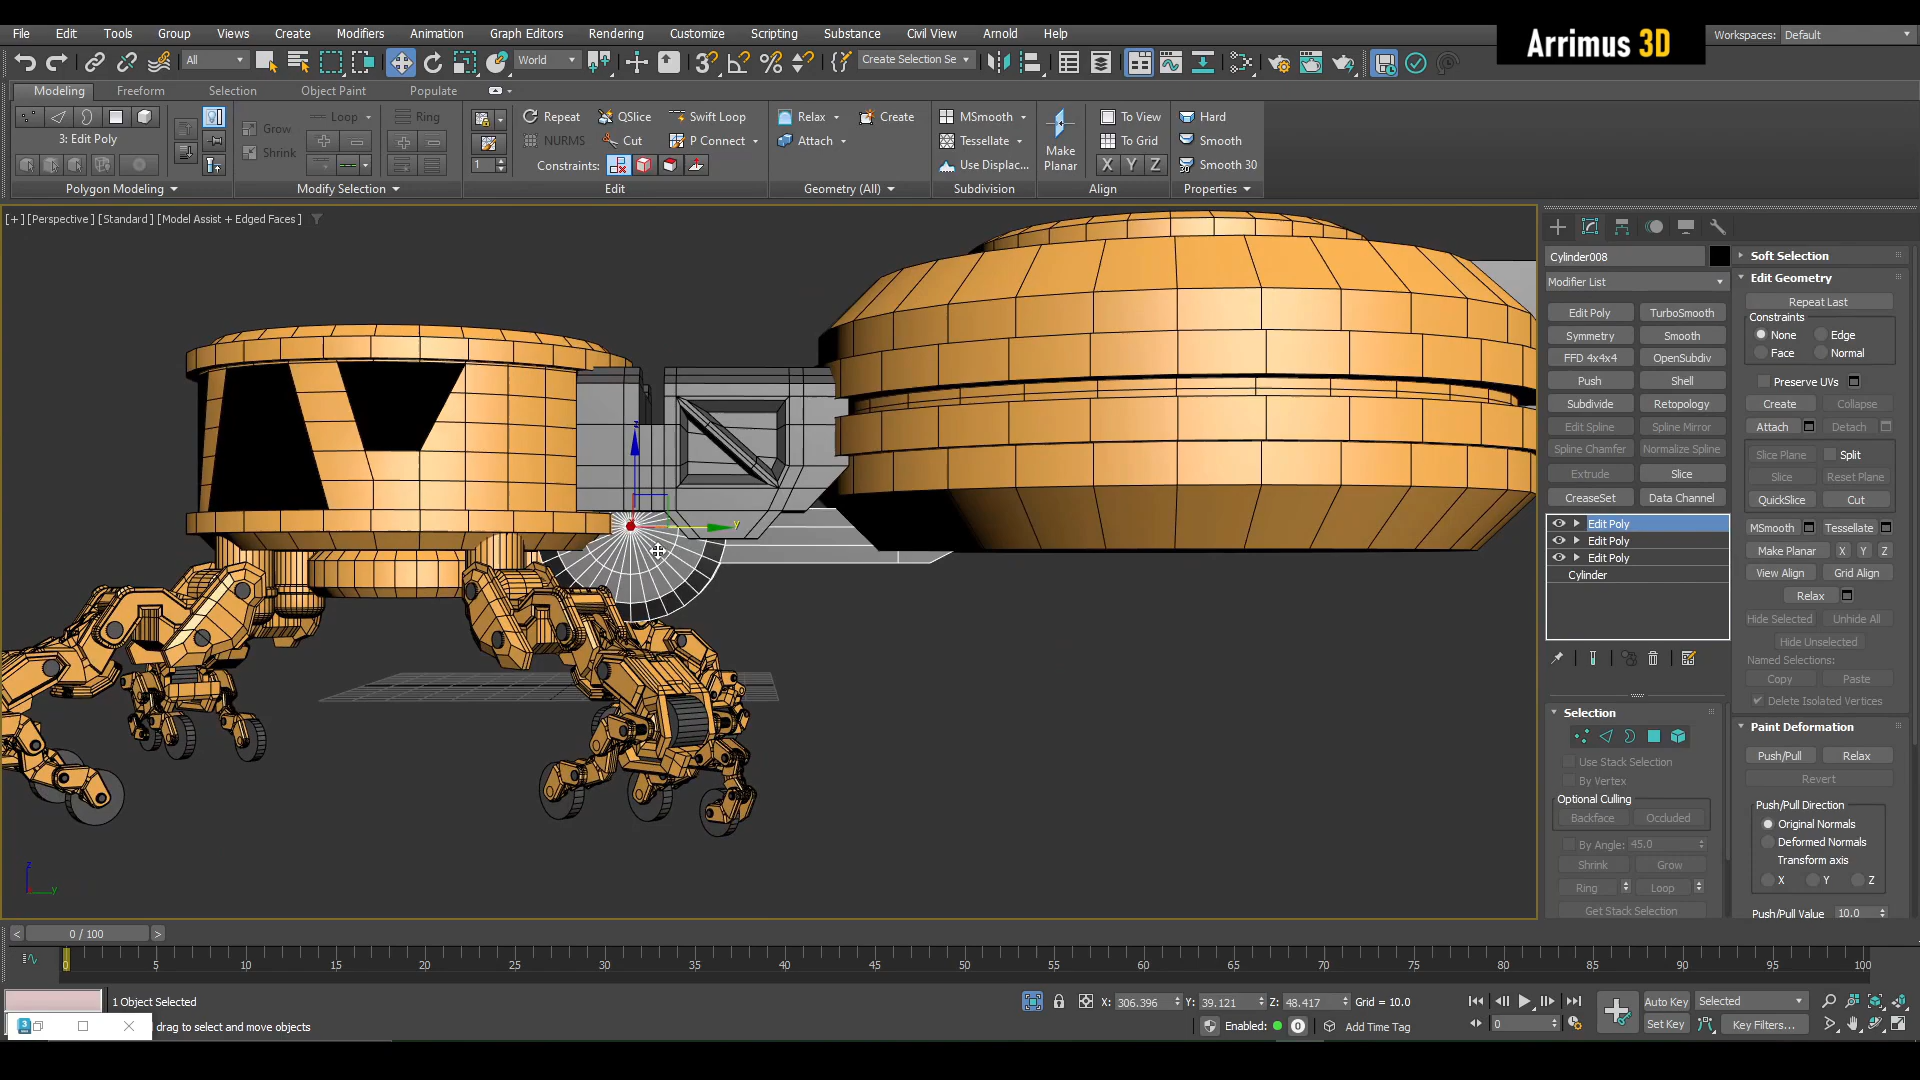 File Edit Tools Group Views Create Modifiers Animation Graph Editors Rendering Customize Scripting Substance Civil View Arnold Help
Arrimus 3D
Workspaces: Default
All World Create Selection Se
Modeling Freeform Selection Object Paint Populate
3: Edit Poly
Grow Loop Ring
Shrink
Repeat QSlice Swift Loop
NURMS Cut P Connect
1 Constraints:
Relax Create
Attach
MSmooth
Tessellate
Use Displac...
Make Planar
To View
To Grid
X Y Z
Hard
Smooth
Smooth 30
Polygon Modeling Modify Selection Edit Geometry (All) Subdivision Align Properties
[+] [Perspective] [Standard] [Model Assist + Edged Faces]
z
y
Cylinder008
Modifier List
Edit Poly TurboSmooth
Symmetry Smooth
FFD 4x4x4 OpenSubdiv
Push Shell
Subdivide Retopology
Edit Spline Spline Mirror
Spline Chamfer Normalize Spline
Extrude Slice
CreaseSet Data Channel
Edit Poly
Edit Poly
Edit Poly
Cylinder
Selection
Use Stack Selection
By Vertex
Optional Culling
Backface Occluded
By Angle: 45.0
Shrink Grow
Ring Loop
Get Stack Selection
Soft Selection
Edit Geometry
Repeat Last
Constraints
None Edge
Face Normal
Preserve UVs
Create Collapse
Attach Detach
Slice Plane Split
Slice Reset Plane
QuickSlice Cut
MSmooth Tessellate
Make Planar X Y Z
View Align Grid Align
Relax
Hide Selected Unhide All
Hide Unselected
Named Selections:
Copy Paste
Delete Isolated Vertices
Paint Deformation
Push/Pull Relax
Revert
Push/Pull Direction
Original Normals
Deformed Normals
Transform axis
X Y Z
Push/Pull Value 10.0
z
y
< 0 / 100 >
0 5 10 15 20 25 30 35 40 45 50 55 60 65 70 75 80 85 90 95 100
1 Object Selected
drag to select and move objects
X: 306.396 Y: 39.121 Z: 48.417 Grid = 10.0
Enabled: 0 Add Time Tag
0
Auto Key Selected
Set Key Key Filters...